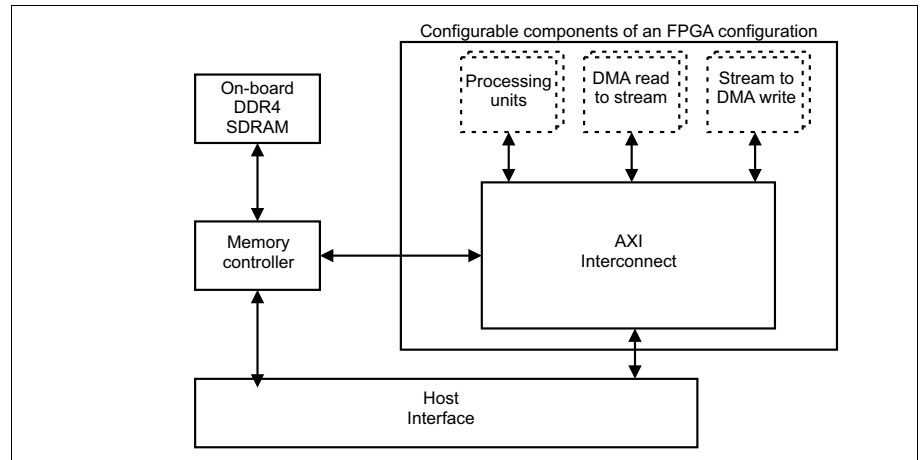 Configurable components of an FPGA configuration
On-board
DDR4
SDRAM
Processing
units
DMA read
to stream
Stream to
DMA write
Memory
controller
AXI
Interconnect
Host
Interface